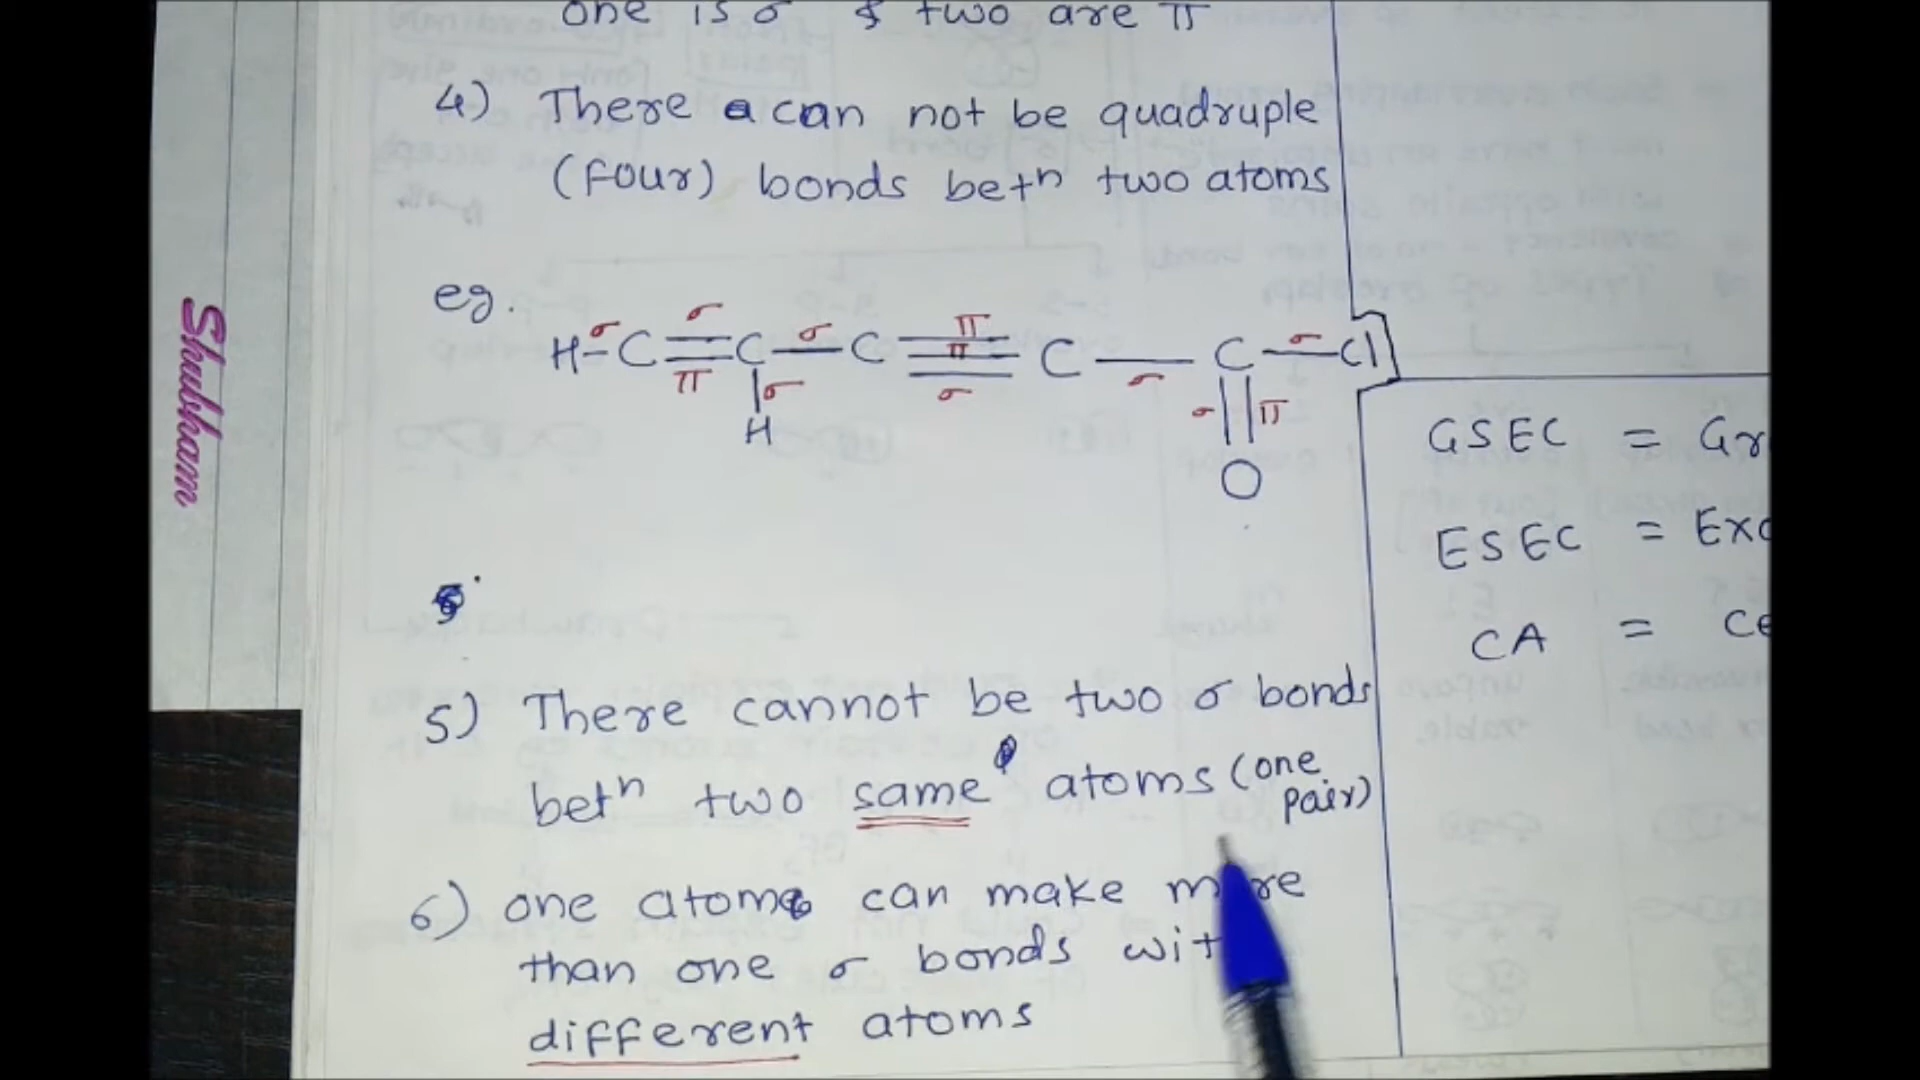 one is σ & two are π
4) There can not be quadruple
(four) bonds betⁿ two atoms
eg.
H-C=C-C≡C-C-Cl
σ σ σ π σ
π π
σ σ σ
σ π
H
O
5) There cannot be two σ bonds
betⁿ two same atoms (one
pair)
6) one atom can make more
than one σ bonds wit
different atoms
GSEC = Gr
ESEC = Exc
CA = Ce
Shubham